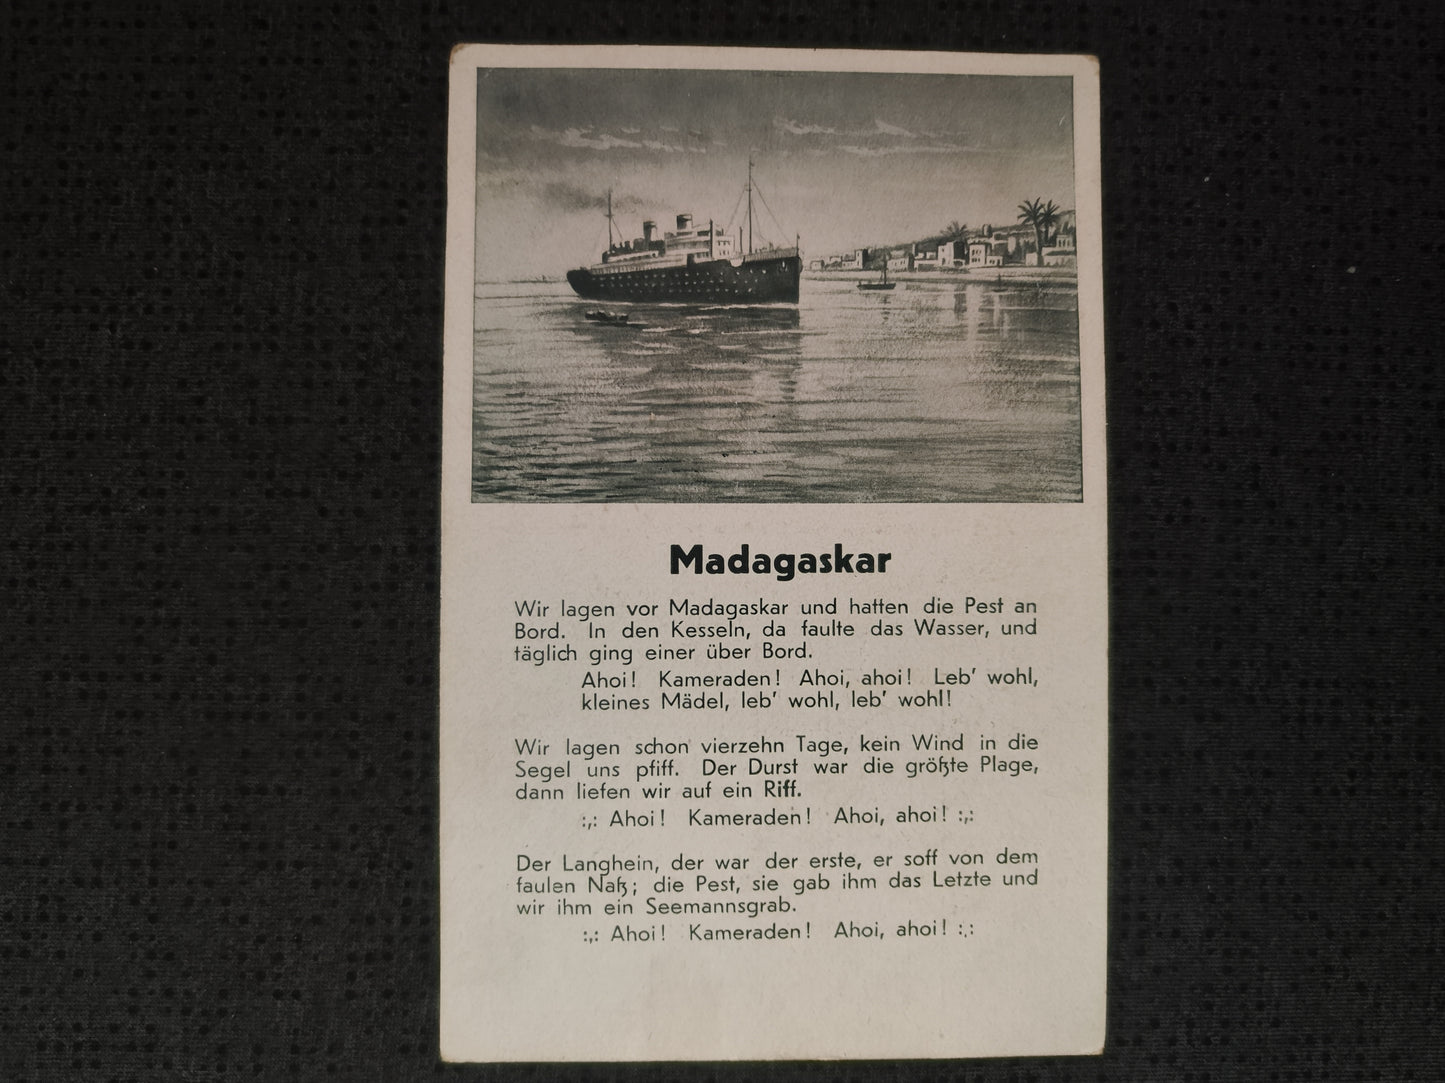 Madagaskar
Wir lagen vor Madagaskar und hatten die Pest an
Bord. In den Kesseln, da faulte das Wasser, und
täglich ging einer über Bord.
Ahoi! Kameraden! Ahoi, ahoi! Leb' wohl,
kleines Mädel, leb' wohl, leb' wohl!
Wir lagen schon vierzehn Tage, kein Wind in die
Segel uns pfiff. Der Durst war die größte Plage,
dann liefen wir auf ein Riff.
:,: Ahoi! Kameraden! Ahoi, ahoi! :,:
Der Langhein, der war der erste, er soff von dem
faulen Naß; die Pest, sie gab ihm das Letzte und
wir ihm ein Seemannsgrab.
:,: Ahoi! Kameraden! Ahoi, ahoi! :,: